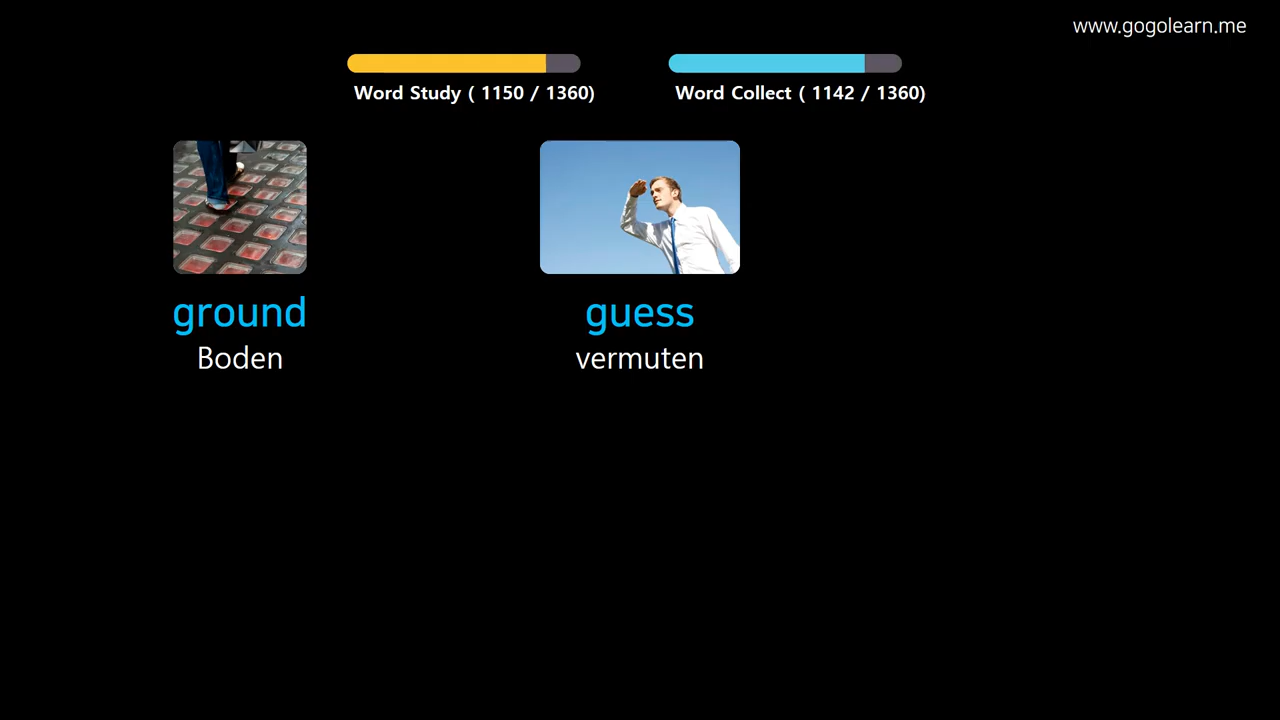 www.gogolearn.me
Word Study ( 1150 / 1360)
Word Collect ( 1142 / 1360)
ground
Boden
guess
vermuten